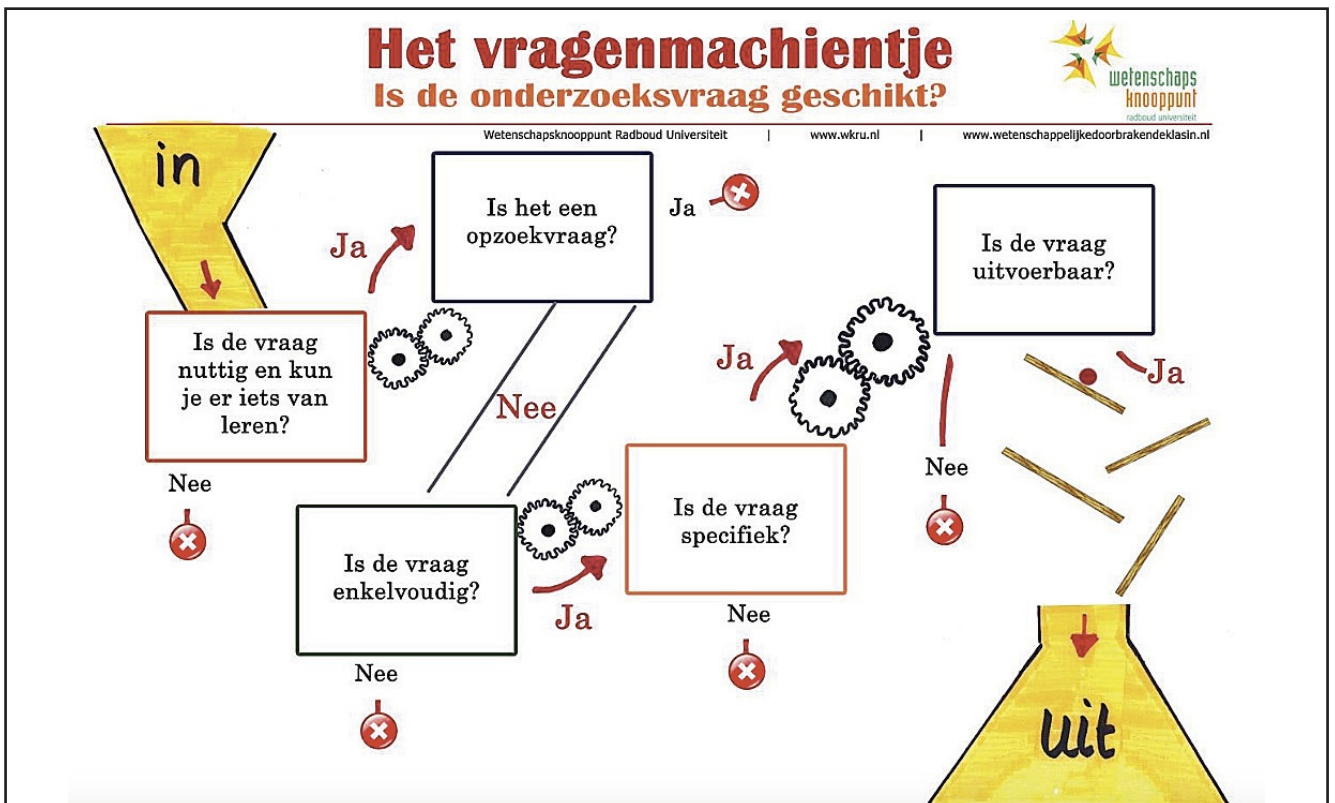 Het vragenmachientje
Is de onderzoeksvraag geschikt?
wetenschaps
knooppunt
radboud universiteit
Wetenschapsknooppunt Radboud Universiteit | www.wkru.nl | www.wetenschappelijkedoorbrakendeklasin.nl
in
Is de vraag
nuttig en kun
je er iets van
leren?
Nee
Ja
Is het een
opzoekvraag?
Ja
Nee
Is de vraag
enkelvoudig?
Nee
Ja
Is de vraag
specifiek?
Nee
Ja
Is de vraag
uitvoerbaar?
Nee
Ja
uit